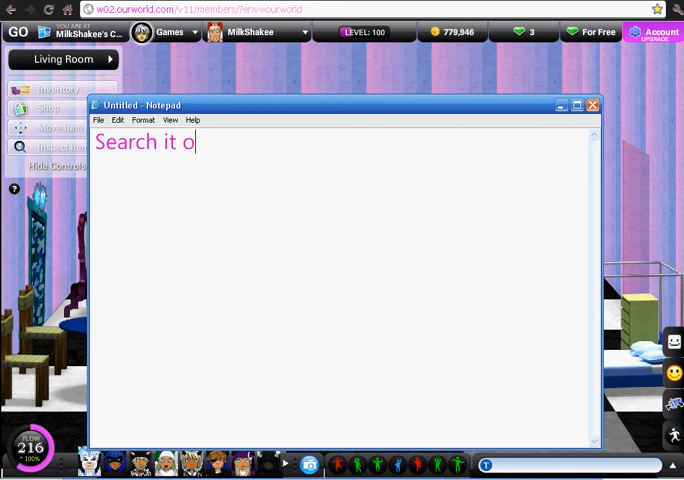 w02.ourworld.com/v11/members/?env=ourworld
GO
YOU ARE AT
MilkShakee's C...
Games
MilkShakee
LEVEL: 100
779,946
3
For Free
Account
UPGRADE
Living Room
Inventory
Shop
Move Item
Inspect Item
Hide Controls
?
Untitled - Notepad
File Edit Format View Help
Search it o
FLOW
216
+ 100%
T